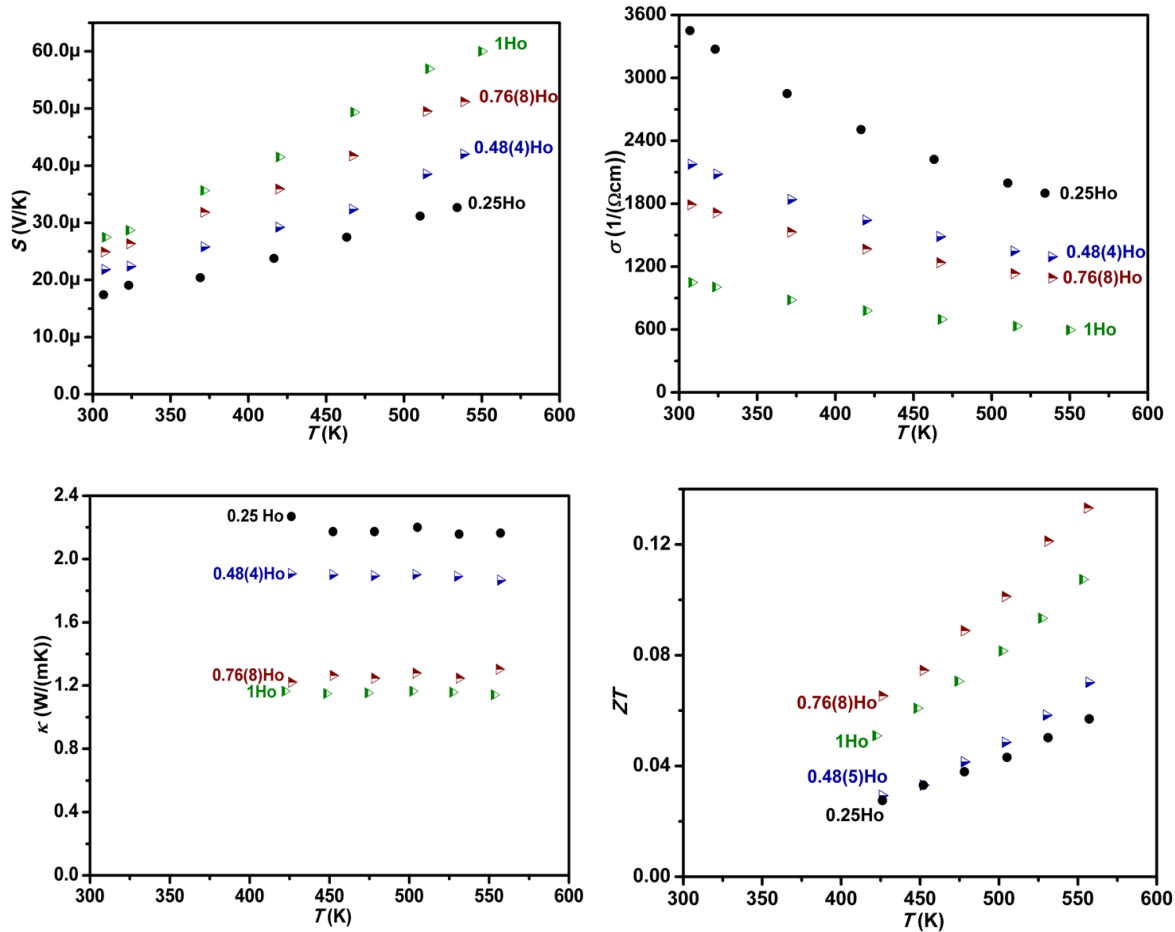 60.0μ
50.0μ
40.0μ
30.0μ
20.0μ
10.0μ
0.0
S (V/K)
1Ho
0.76(8)Ho
0.48(4)Ho
0.25Ho
300 350 400 450 500 550 600
T (K)
3600
3000
2400
1800
1200
600
0
σ (1/(Ωcm))
0.25Ho
0.48(4)Ho
0.76(8)Ho
1Ho
300 350 400 450 500 550 600
T (K)
2.4
2.0
1.6
1.2
0.8
0.4
0.0
κ (W/(mK))
0.25 Ho
0.48(4)Ho
0.76(8)Ho
1Ho
300 350 400 450 500 550 600
T (K)
0.12
0.08
0.04
0.00
ZT
0.76(8)Ho
1Ho
0.48(5)Ho
0.25Ho
300 350 400 450 500 550 600
T (K)